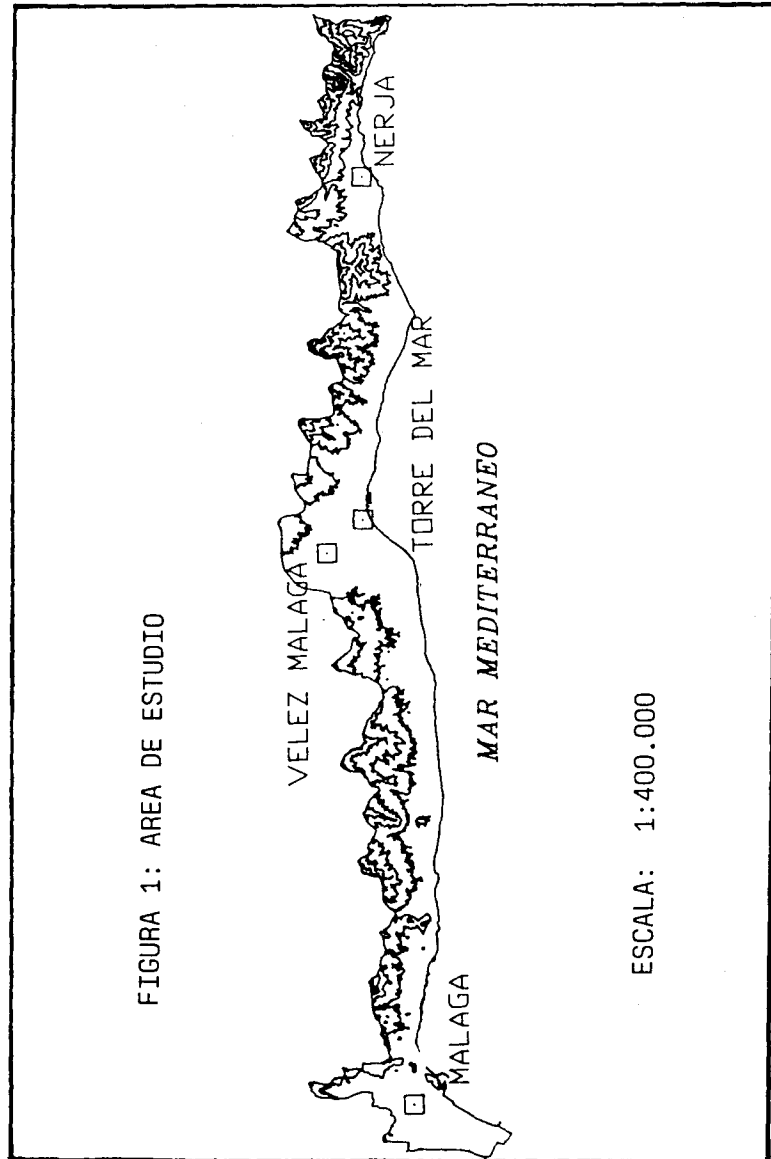 FIGURA 1: AREA DE ESTUDIO
VELEZ MALAGA
NERJA
TORRE DEL MAR
MAR MEDITERRANEO
MALAGA
ESCALA: 1:400.000